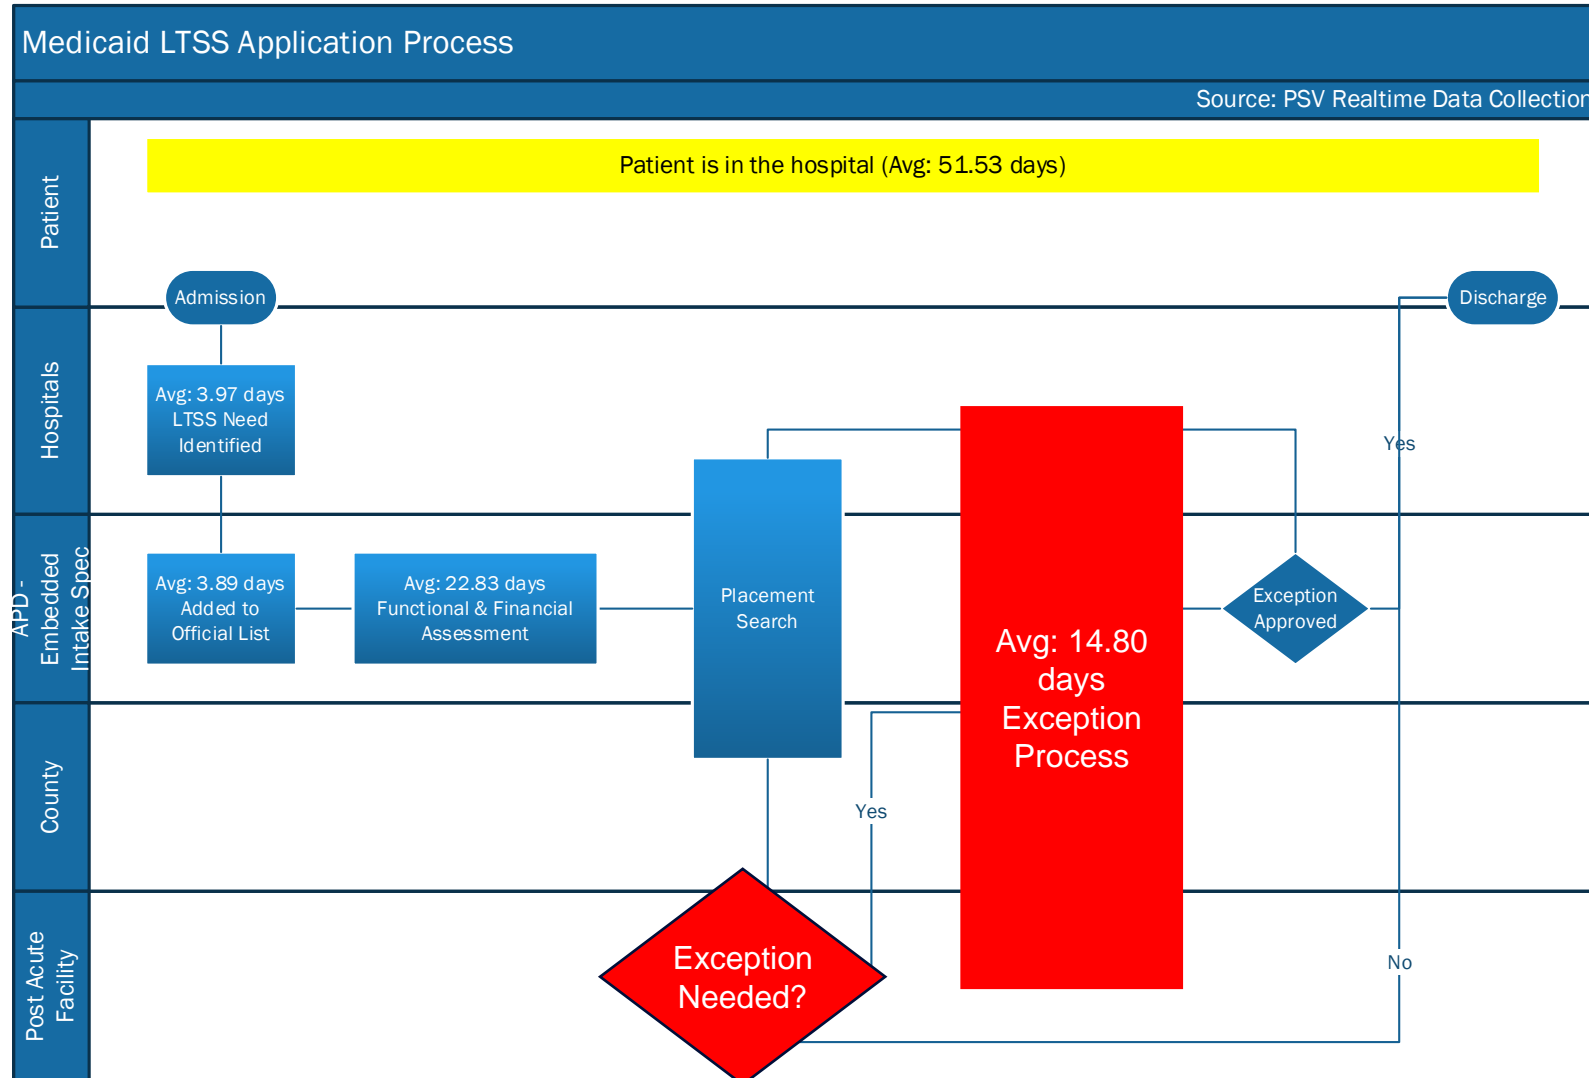 Medicaid LTSS Application Process
Source: PSV Realtime Data Collection
Patient
Patient is in the hospital (Avg: 51.53 days)
Admission
Discharge
Hospitals
Avg: 3.97 days
LTSS Need
Identified
Yes
APD -
Embedded
Intake Spec
Avg: 3.89 days
Added to
Official List
Avg: 22.83 days
Functional & Financial
Assessment
Placement
Search
Avg: 14.80
days
Exception
Process
Exception
Approved
County
Yes
Post Acute
Facility
Exception
Needed?
No